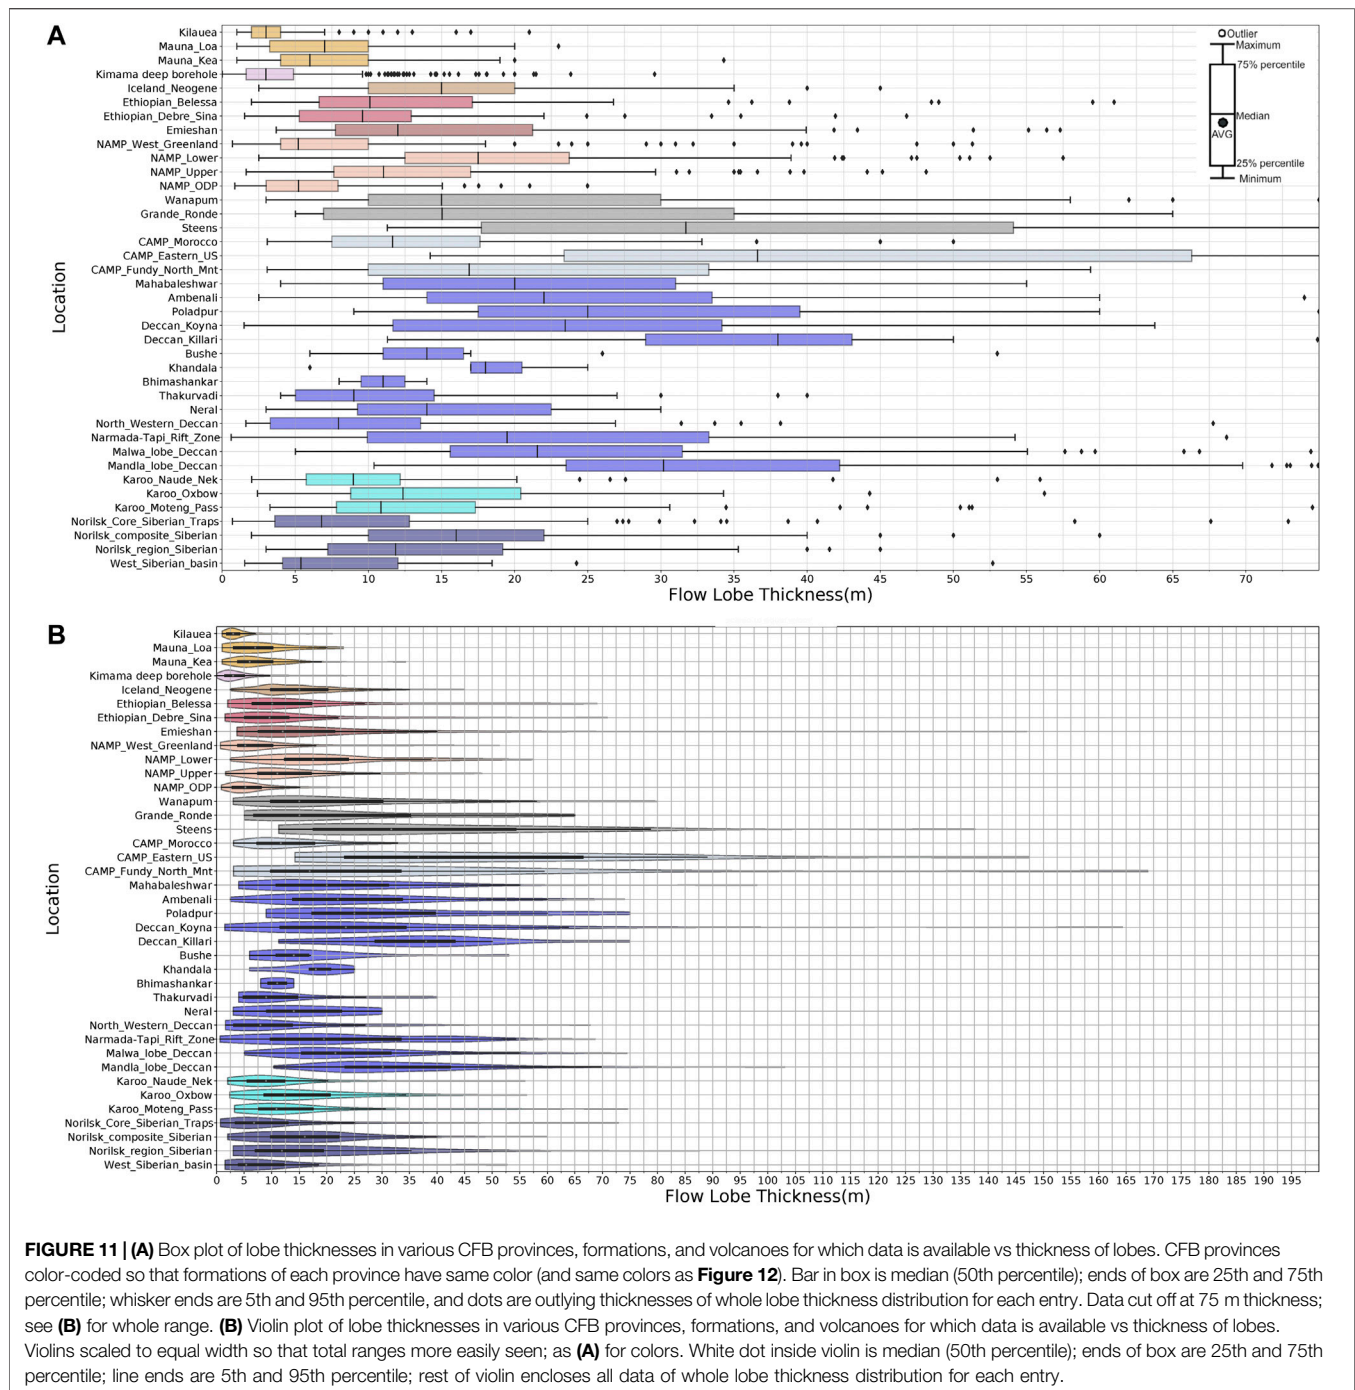 A
Kilauea
Mauna_Loa
Mauna_Kea
Kimama deep borehole
Iceland_Neogene
Ethiopian_Belessa
Ethiopian_Debre_Sina
Emieshan
NAMP_West_Greenland
NAMP_Lower
NAMP_Upper
NAMP_ODP
Wanapum
Grande_Ronde
Steens
CAMP_Morocco
CAMP_Eastern_US
CAMP_Fundy_North_Mnt
Mahabaleshwar
Ambenali
Poladpur
Deccan_Koyna
Deccan_Killari
Bushe
Khandala
Bhimashankar
Thakurvadi
Neral
North_Western_Deccan
Narmada-Tapi_Rift_Zone
Malwa_lobe_Deccan
Mandla_lobe_Deccan
Karoo_Naude_Nek
Karoo_Oxbow
Karoo_Moteng_Pass
Norilsk_Core_Siberian_Traps
Norilsk_composite_Siberian
Norilsk_region_Siberian
West_Siberian_basin
Location
Outlier
Maximum
75% percentile
Median
AVG
25% percentile
Minimum
0 5 10 15 20 25 30 35 40 45 50 55 60 65 70
Flow Lobe Thickness(m)
B
Kilauea
Mauna_Loa
Mauna_Kea
Kimama deep borehole
Iceland_Neogene
Ethiopian_Belessa
Ethiopian_Debre_Sina
Emieshan
NAMP_West_Greenland
NAMP_Lower
NAMP_Upper
NAMP_ODP
Wanapum
Grande_Ronde
Steens
CAMP_Morocco
CAMP_Eastern_US
CAMP_Fundy_North_Mnt
Mahabaleshwar
Ambenali
Poladpur
Deccan_Koyna
Deccan_Killari
Bushe
Khandala
Bhimashankar
Thakurvadi
Neral
North_Western_Deccan
Narmada-Tapi_Rift_Zone
Malwa_lobe_Deccan
Mandla_lobe_Deccan
Karoo_Naude_Nek
Karoo_Oxbow
Karoo_Moteng_Pass
Norilsk_Core_Siberian_Traps
Norilsk_composite_Siberian
Norilsk_region_Siberian
West_Siberian_basin
Location
0 5 10 15 20 25 30 35 40 45 50 55 60 65 70 75 80 85 90 95 100 105 110 115 120 125 130 135 140 145 150 155 160 165 170 175 180 185 190 195
Flow Lobe Thickness(m)
FIGURE 11 | (A) Box plot of lobe thicknesses in various CFB provinces, formations, and volcanoes for which data is available vs thickness of lobes. CFB provinces
color-coded so that formations of each province have same color (and same colors as Figure 12). Bar in box is median (50th percentile); ends of box are 25th and 75th
percentile; whisker ends are 5th and 95th percentile, and dots are outlying thicknesses of whole lobe thickness distribution for each entry. Data cut off at 75 m thickness;
see (B) for whole range. (B) Violin plot of lobe thicknesses in various CFB provinces, formations, and volcanoes for which data is available vs thickness of lobes.
Violins scaled to equal width so that total ranges more easily seen; as (A) for colors. White dot inside violin is median (50th percentile); ends of box are 25th and 75th
percentile; line ends are 5th and 95th percentile; rest of violin encloses all data of whole lobe thickness distribution for each entry.